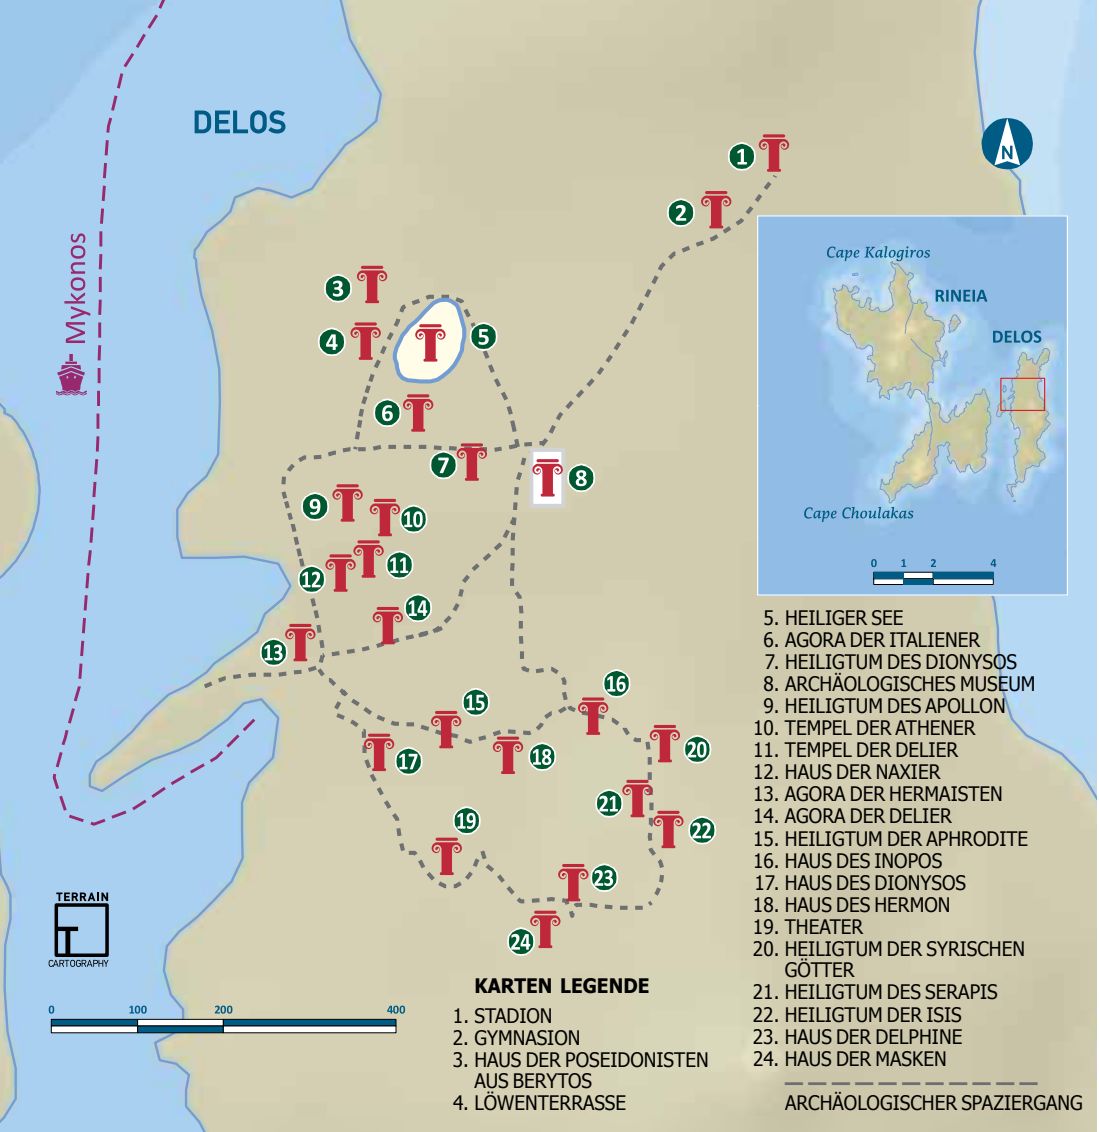 DELOS
Mykonos
N
1
2
3
4
5
6
7
8
9
10
11
12
13
14
15
16
17
18
19
20
21
22
23
24
Cape Kalogiros
RINEIA
DELOS
Cape Choulakas
0 1 2 4
TERRAIN
T
CARTOGRAPHY
0 100 200 400
KARTEN LEGENDE
1. STADION
2. GYMNASION
3. HAUS DER POSEIDONISTEN
AUS BERYTOS
4. LÖWENTERRASSE
5. HEILIGER SEE
6. AGORA DER ITALIENER
7. HEILIGTUM DES DIONYSOS
8. ARCHÄOLOGISCHES MUSEUM
9. HEILIGTUM DES APOLLON
10. TEMPEL DER ATHENER
11. TEMPEL DER DELIER
12. HAUS DER NAXIER
13. AGORA DER HERMAISTEN
14. AGORA DER DELIER
15. HEILIGTUM DER APHRODITE
16. HAUS DES INOPOS
17. HAUS DES DIONYSOS
18. HAUS DES HERMON
19. THEATER
20. HEILIGTUM DER SYRISCHEN
GÖTTER
21. HEILIGTUM DES SERAPIS
22. HEILIGTUM DER ISIS
23. HAUS DER DELPHINE
24. HAUS DER MASKEN
ARCHÄOLOGISCHER SPAZIERGANG